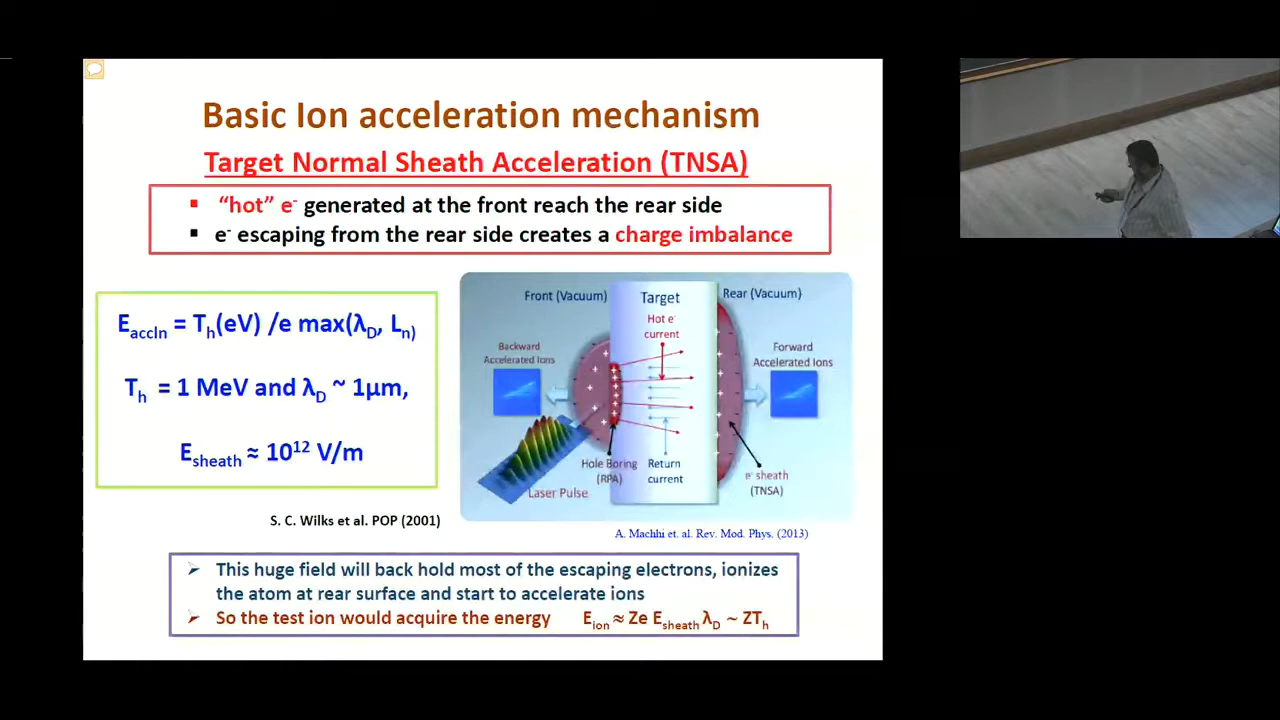 Basic Ion acceleration mechanism
Target Normal Sheath Acceleration (TNSA)
▪ “hot” e⁻ generated at the front reach the rear side
▪ e⁻ escaping from the rear side creates a charge imbalance
E_accln = T_h(eV) /e max(λ_D, L_n)
T_h = 1 MeV and λ_D ~ 1μm,
E_sheath ≈ 10¹² V/m
S. C. Wilks et al. POP (2001)
Front (Vacuum)
Target
Rear (Vacuum)
Hot e⁻
current
Backward
Accelerated Ions
Forward
Accelerated Ions
Hole Boring
(RPA)
Laser Pulse
Return
current
e⁻ sheath
(TNSA)
A. Machhi et. al. Rev. Mod. Phys. (2013)
➢ This huge field will back hold most of the escaping electrons, ionizes
the atom at rear surface and start to accelerate ions
➢ So the test ion would acquire the energy E_ion ≈ Ze E_sheath λ_D ~ ZT_h